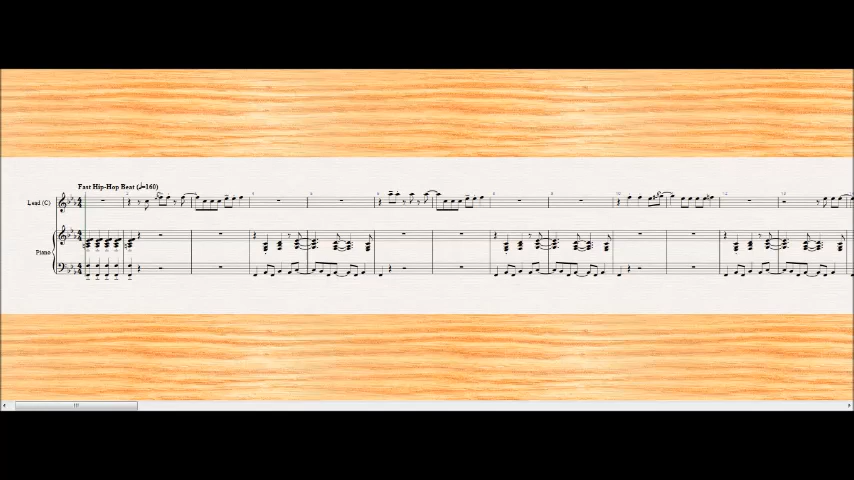 Fast Hip-Hop Beat (♩=160)
Lead (C)
Piano